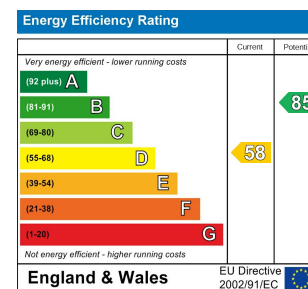 Energy Efficiency Rating
Current Potenti
Very energy efficient - lower running costs
(92 plus) A
(81-91) B
85
(69-80) C
(55-68) D
58
(39-54) E
(21-38) F
(1-20) G
Not energy efficient - higher running costs
England & Wales
EU Directive
2002/91/EC